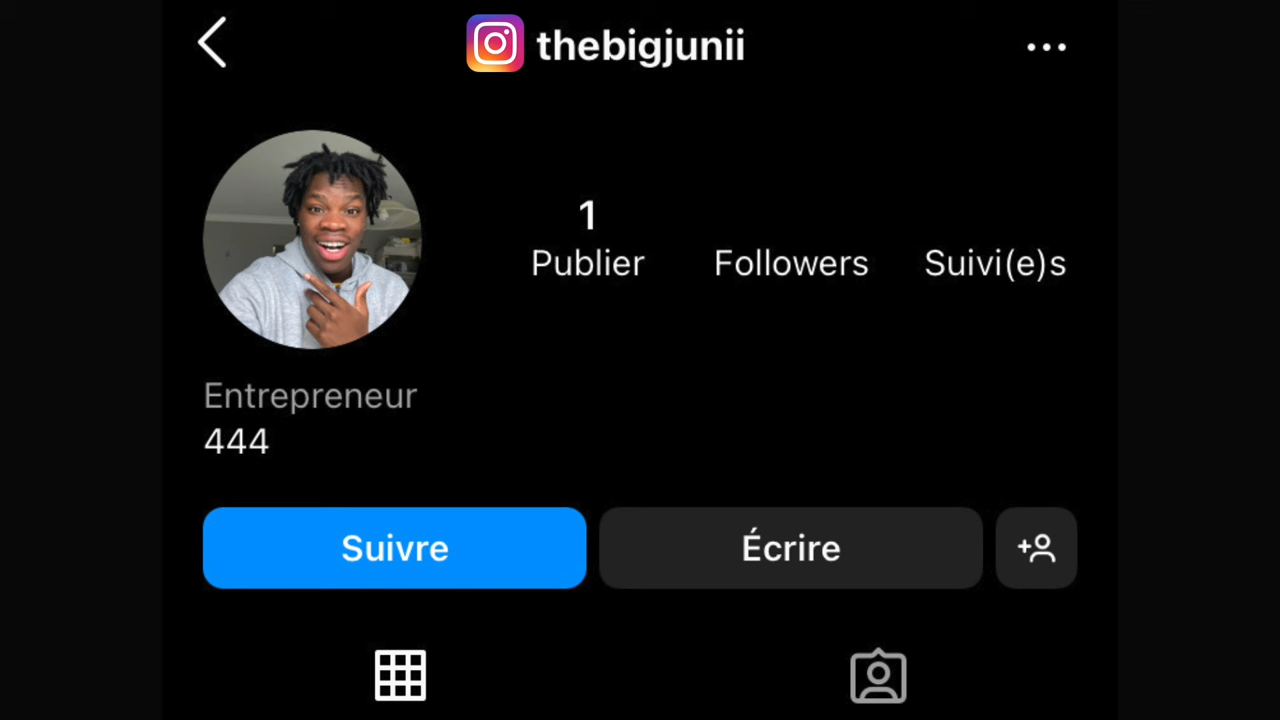 thebigjunii
1
Publier
Followers
Suivi(e)s
Entrepreneur
444
Suivre
Écrire